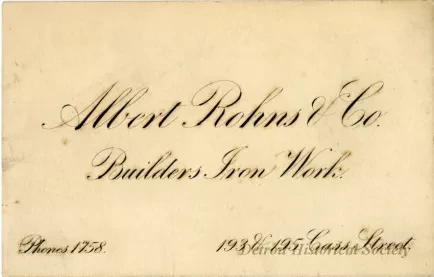 Albert Rohns & Co.
Builders Iron Work.
Phones 1758. 193 & 195 Cass Street.
Detroit Historical Society